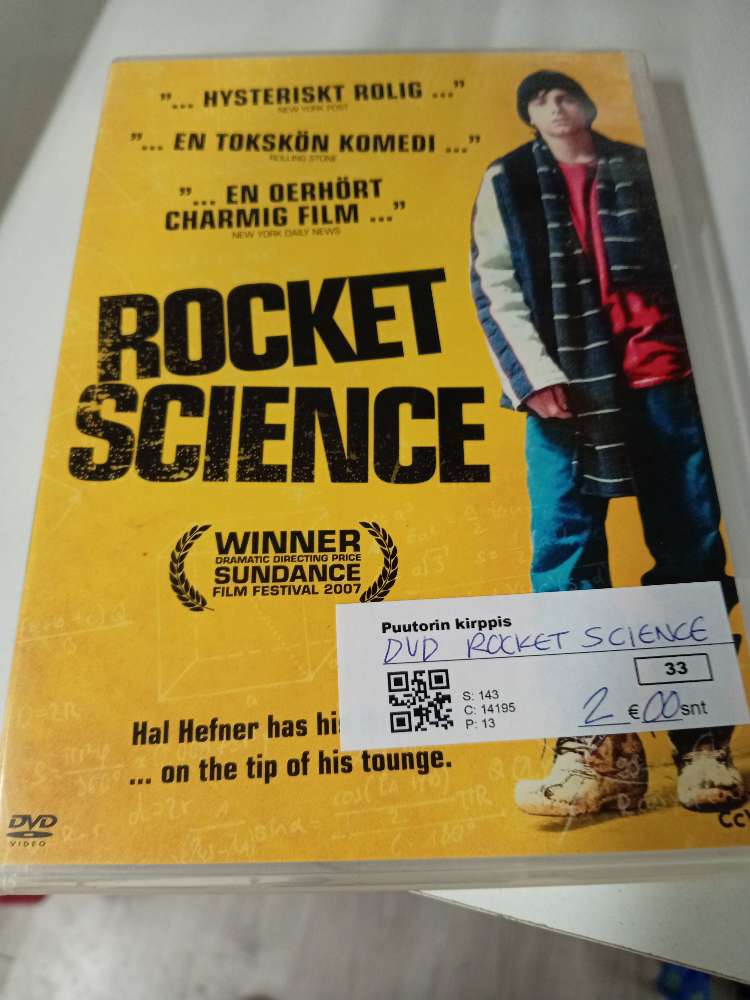 "... HYSTERISKT ROLIG ..."
NEW YORK POST
"... EN TOKSKÖN KOMEDI ..."
ROLLING STONE
"... EN OERHÖRT
CHARMIG FILM ..."
NEW YORK DAILY NEWS
ROCKET
SCIENCE
WINNER
DRAMATIC DIRECTING PRICE
SUNDANCE
FILM FESTIVAL 2007
Puutorin kirppis
DVD ROCKET SCIENCE
33
S: 143
C: 14195
P: 13
2 € 00 snt
Hal Hefner has his
... on the tip of his tounge.
DVD
VIDEO